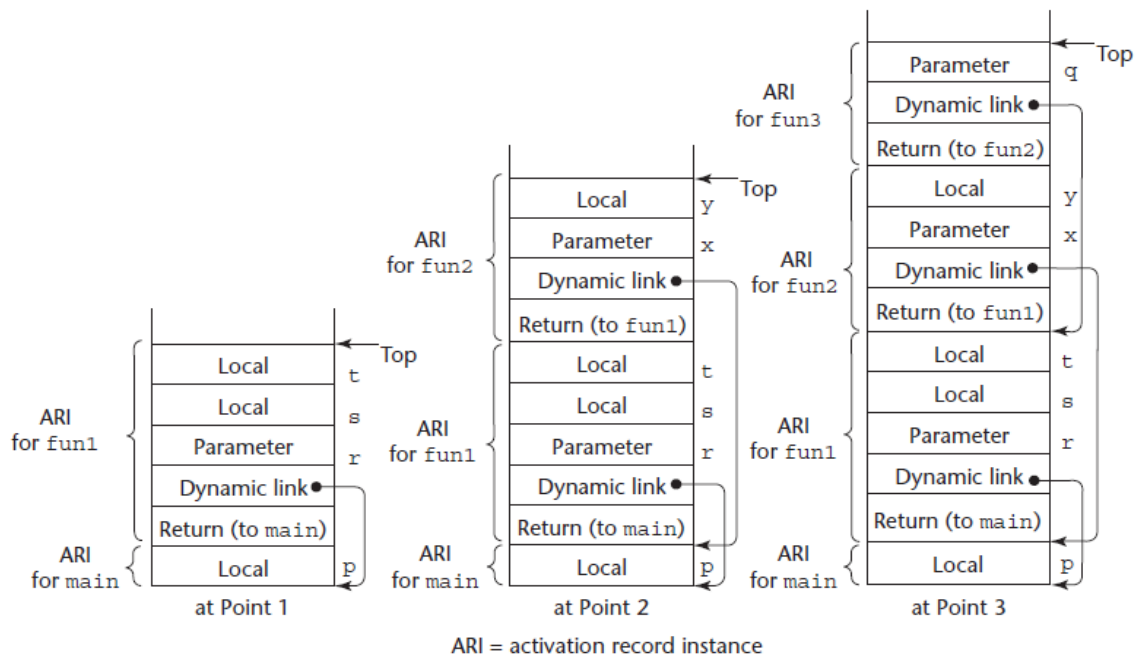 Local
t
Local
s
Parameter
r
Dynamic link
Return (to main)
Local
p
Top
ARI
for fun1
ARI
for main
at Point 1
Local
y
Parameter
x
Dynamic link
Return (to fun1)
Local
t
Local
s
Parameter
r
Dynamic link
Return (to main)
Local
p
Top
ARI
for fun2
ARI
for fun1
ARI
for main
at Point 2
Parameter
q
Dynamic link
Return (to fun2)
Local
y
Parameter
x
Dynamic link
Return (to fun1)
Local
t
Local
s
Parameter
r
Dynamic link
Return (to main)
Local
p
Top
ARI
for fun3
ARI
for fun2
ARI
for fun1
ARI
for main
at Point 3
ARI = activation record instance